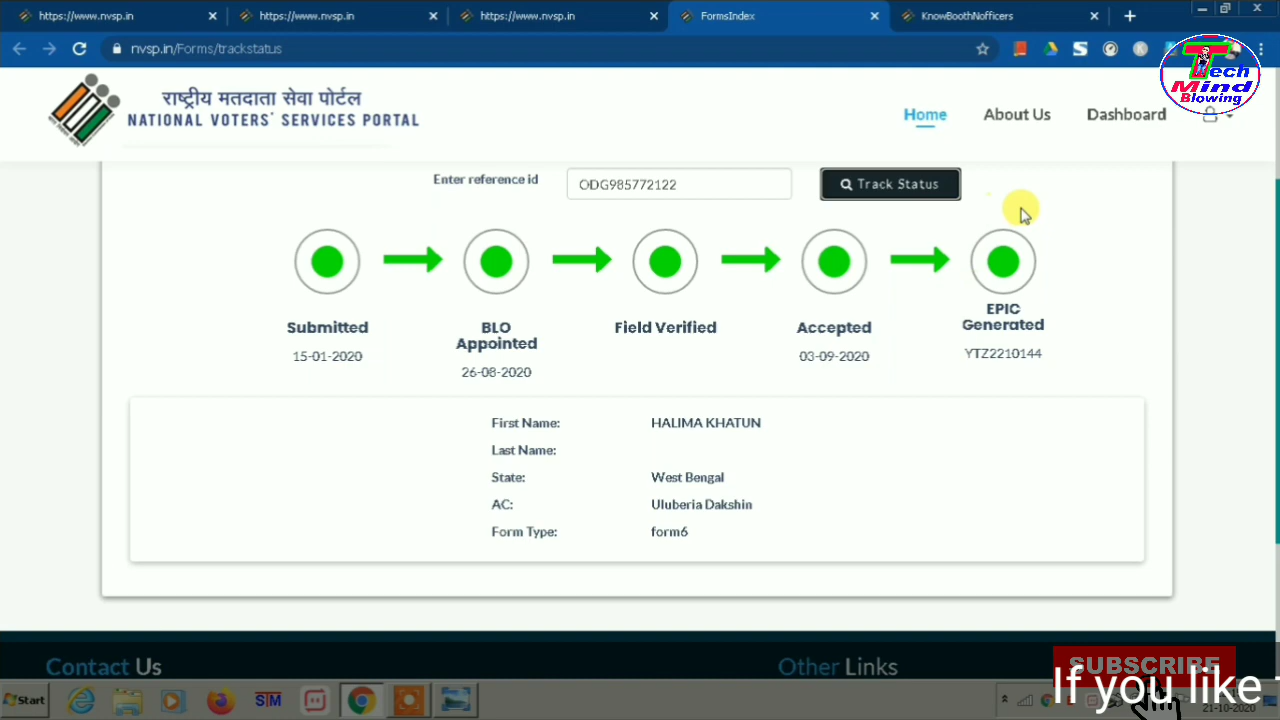 https://www.nvsp.in
https://www.nvsp.in
https://www.nvsp.in
FormsIndex
KnowBoothNofficers
nvsp.in/Forms/trackstatus
Tech
Mind
Blowing
राष्ट्रीय मतदाता सेवा पोर्टल
NATIONAL VOTERS' SERVICES PORTAL
Home
About Us
Dashboard
Enter reference id
ODG985772122
Track Status
Submitted
15-01-2020
BLO
Appointed
26-08-2020
Field Verified
Accepted
03-09-2020
EPIC
Generated
YTZ2210144
First Name: HALIMA KHATUN
Last Name:
State: West Bengal
AC: Uluberia Dakshin
Form Type: form6
Contact Us
Other Links
SUBSCRIBE
If you like
Start
21-10-2020